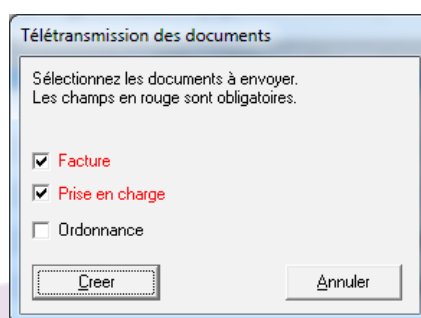 Télétransmission des documents
Sélectionnez les documents à envoyer.
Les champs en rouge sont obligatoires.
Facture
Prise en charge
Ordonnance
Creer Annuler